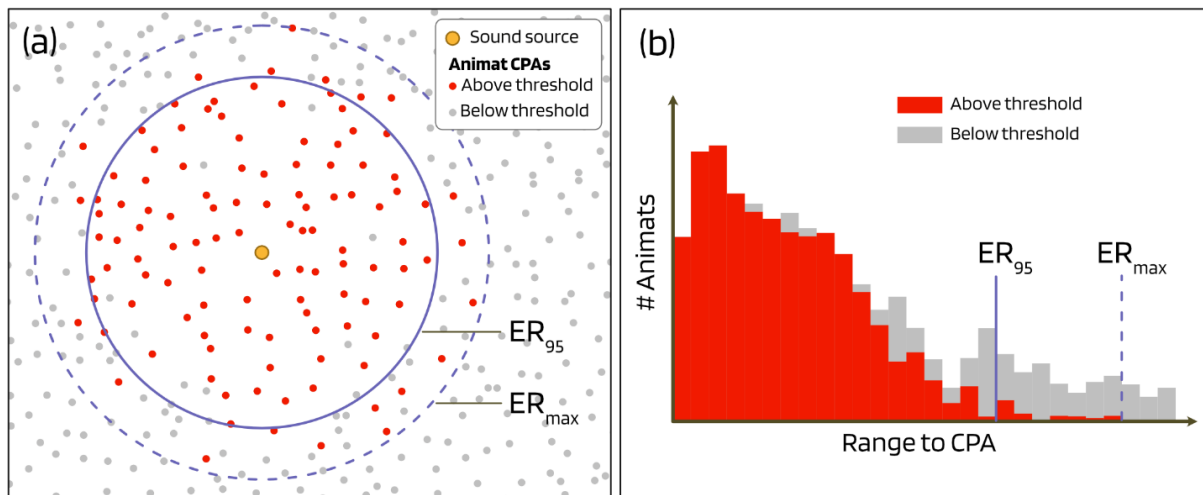 (a)
Sound source
Animat CPAs
Above threshold
Below threshold
ER95
ERmax
(b)
Above threshold
Below threshold
# Animats
ER95
ERmax
Range to CPA